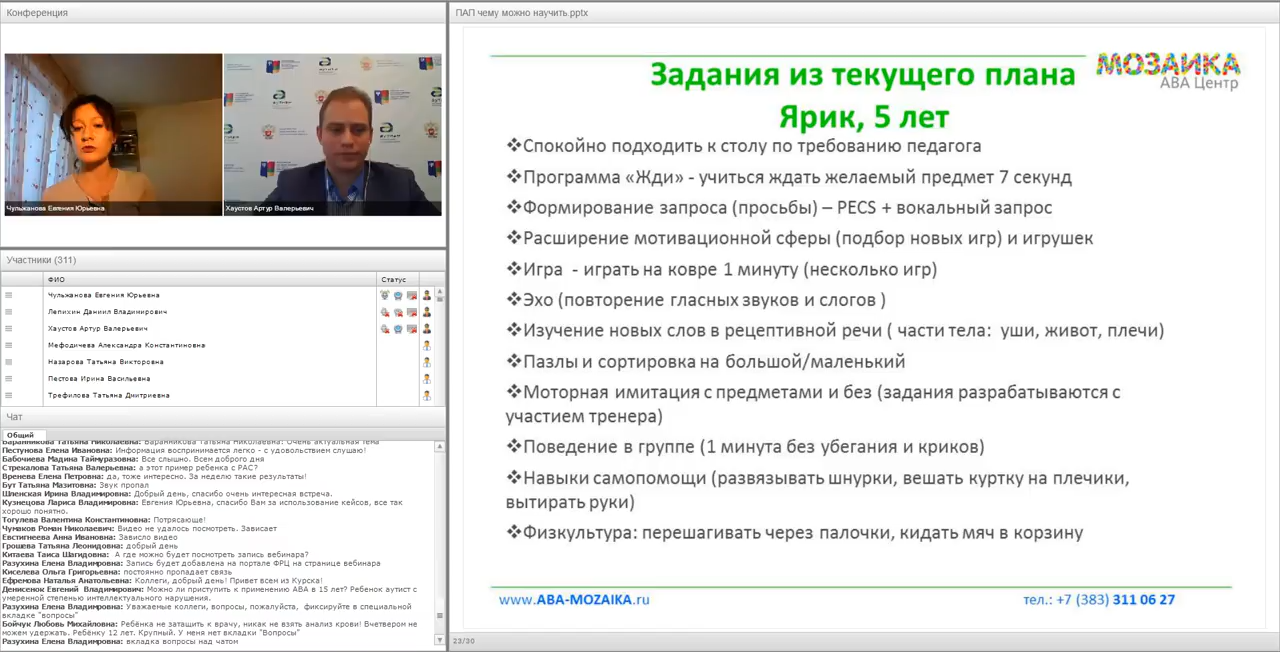 Конференция
Чульжанова Евгения Юрьевна
Хаустов Артур Валерьевич
Участники (311)
ФИО
Статус
Чульжанова Евгения Юрьевна
Лепихин Даниил Владимирович
Хаустов Артур Валерьевич
Мефодичева Александра Константиновна
Назарова Татьяна Викторовна
Пестова Ирина Васильевна
Трефилова Татьяна Дмитриевна
Чат
Общий
Баранникова Татьяна Николаевна: Баранникова Татьяна Николаевна: Очень актуальная тема
Пестунова Елена Ивановна: Информация воспринимается легко - с удовольствием слушаю!
Бабочиева Мадина Таймуразовна: Все слышно. Всем доброго дня
Стрекалова Татьяна Валерьевна: а этот пример ребенка с РАС?
Вренева Елена Петровна: да, тоже интересно. За неделю такие результаты!
Бут Татьяна Мазитовна: Звук пропал
Шленская Ирина Владимировна: Добрый день, спасибо очень интересная встреча.
Кузнецова Лариса Владимировна: Евгения Юрьевна, спасибо Вам за использование кейсов, все так
хорошо понятно.
Тогулева Валентина Константиновна: Потрясающе!
Чумаков Роман Николаевич: Видео не удалось посмотреть. Зависает
Евстигнеева Анна Ивановна: Зависло видео
Грошева Татьяна Леонидовна: добрый день
Китаева Таиса Шагидовна: А где можно будет посмотреть запись вебинара?
Разухина Елена Владимировна: Запись будет добавлена на портале ФРЦ на странице вебинара
Киселева Ольга Григорьевна: постоянно пропадает связь
Ефремова Наталья Анатольевна: Коллеги, добрый день! Привет всем из Курска!
Денисенок Евгений Владимирович: Можно ли приступить к применению АВА в 15 лет? Ребенок аутист с
умеренной степенью интеллектуального нарушения.
Разухина Елена Владимировна: Уважаемые коллеги, вопросы, пожалуйста, фиксируйте в специальной
вкладке "вопросы"
Бойчук Любовь Михайловна: Ребёнка не затащить к врачу, никак не взять анализ крови! Вчетвером не
можем удержать. Ребёнку 12 лет. Крупный. У меня нет вкладки "Вопросы"
Разухина Елена Владимировна: вкладка вопросы над чатом
ПАП чему можно научить.pptx
МОЗАИКА
АВА Центр
Задания из текущего плана
Ярик, 5 лет
❖Спокойно подходить к столу по требованию педагога
❖Программа «Жди» - учиться ждать желаемый предмет 7 секунд
❖Формирование запроса (просьбы) – PECS + вокальный запрос
❖Расширение мотивационной сферы (подбор новых игр) и игрушек
❖Игра - играть на ковре 1 минуту (несколько игр)
❖Эхо (повторение гласных звуков и слогов )
❖Изучение новых слов в рецептивной речи ( части тела: уши, живот, плечи)
❖Пазлы и сортировка на большой/маленький
❖Моторная имитация с предметами и без (задания разрабатываются с
участием тренера)
❖Поведение в группе (1 минута без убегания и криков)
❖Навыки самопомощи (развязывать шнурки, вешать куртку на плечики,
вытирать руки)
❖Физкультура: перешагивать через палочки, кидать мяч в корзину
www.ABA-MOZAIKA.ru
тел.: +7 (383) 311 06 27
23/30